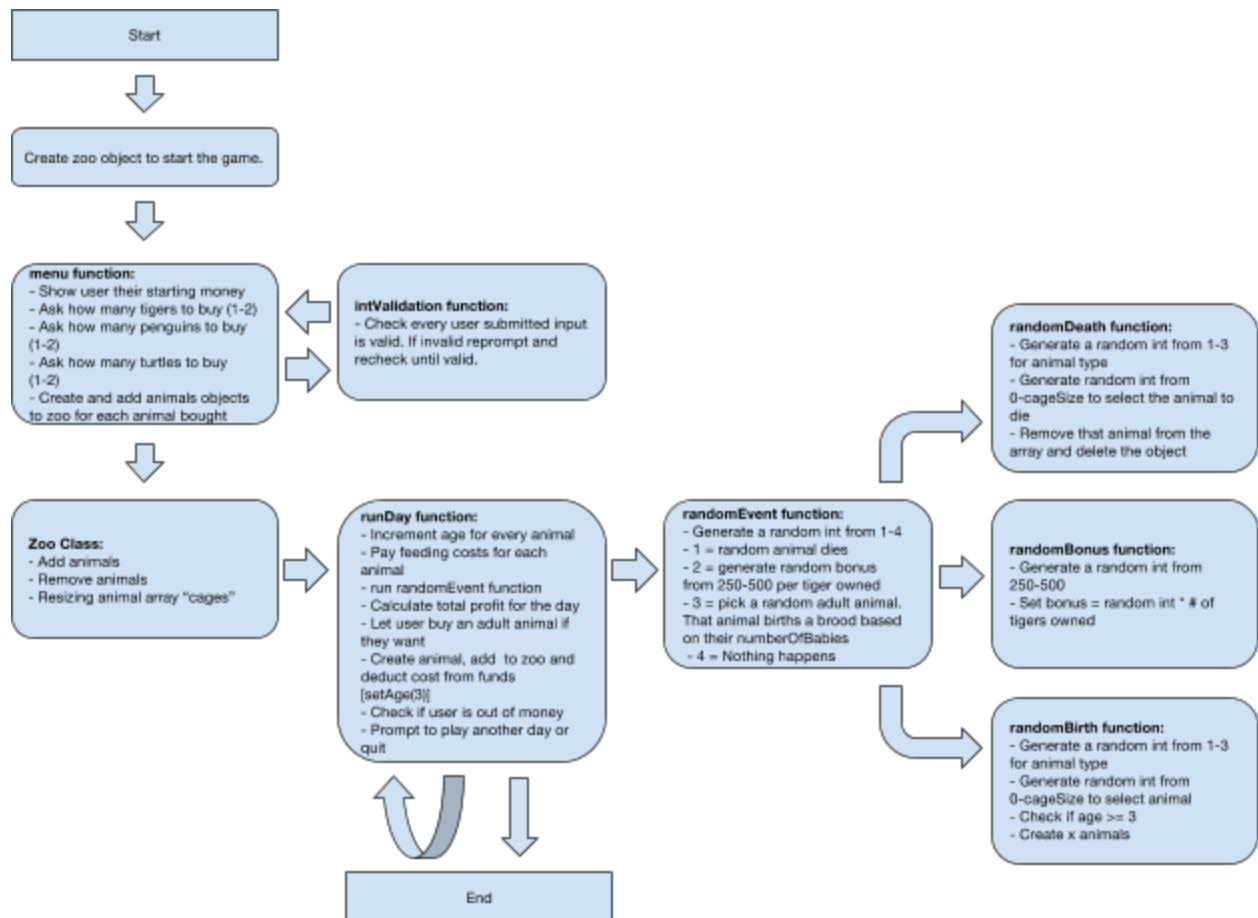 Start
Create zoo object to start the game.
menu function:
- Show user their starting money
- Ask how many tigers to buy (1-2)
- Ask how many penguins to buy
(1-2)
- Ask how many turtles to buy
(1-2)
- Create and add animals objects
to zoo for each animal bought
intValidation function:
- Check every user submitted input
is valid. If invalid reprompt and
recheck until valid.
Zoo Class:
- Add animals
- Remove animals
- Resizing animal array “cages”
runDay function:
- Increment age for every animal
- Pay feeding costs for each
animal
- run randomEvent function
- Calculate total profit for the day
- Let user buy an adult animal if
they want
- Create animal, add to zoo and
deduct cost from funds
[setAge(3)]
- Check if user is out of money
- Prompt to play another day or
quit
randomEvent function:
- Generate a random int from 1-4
- 1 = random animal dies
- 2 = generate random bonus
from 250-500 per tiger owned
- 3 = pick a random adult animal.
That animal births a brood based
on their numberOfBabies
- 4 = Nothing happens
randomDeath function:
- Generate a random int from 1-3
for animal type
- Generate random int from
0-cageSize to select the animal to
die
- Remove that animal from the
array and delete the object
randomBonus function:
- Generate a random int from
250-500
- Set bonus = random int * # of
tigers owned
randomBirth function:
- Generate a random int from 1-3
for animal type
- Generate random int from
0-cageSize to select animal
- Check if age >= 3
- Create x animals
End